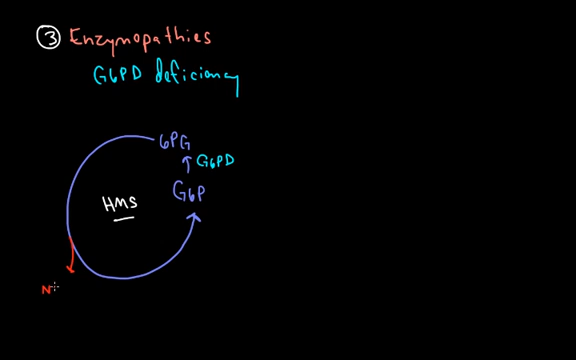 ③ Enzymopathies
G6PD deficiency
6PG
G6PD
G6P
HMS
N